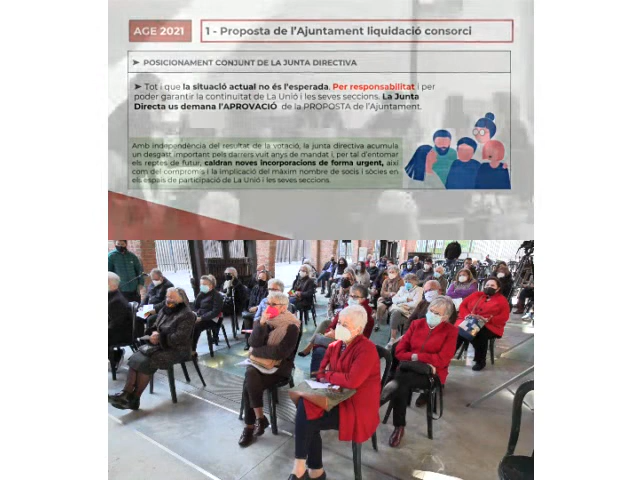 AGE 2021
1 - Proposta de l'Ajuntament liquidació consorci
➤ POSICIONAMENT CONJUNT DE LA JUNTA DIRECTIVA
➤ Tot i que la situació actual no és l'esperada. Per responsabilitat i per
poder garantir la continuitat de La Unió i les seves seccions. La Junta
Directa us demana l'APROVACIÓ de la PROPOSTA de l'Ajuntament.
Amb independència del resultat de la votació, la junta directiva acumula
un desgast important pels darrers vuit anys de mandat i, per tal d'entomar
els reptes de futur, caldran noves incorporacions de forma urgent, així
com del compromís i la implicació del màxim nombre de socis i sòcies en
els espais de participació de La Unió i les seves seccions.